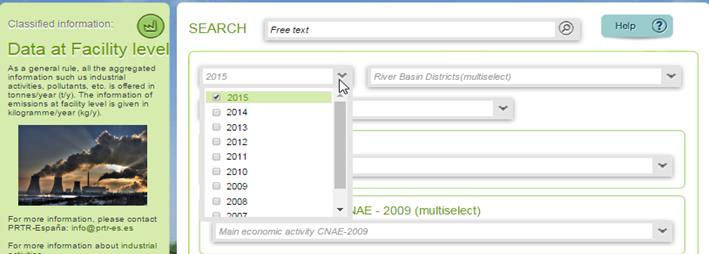 Classified information:
Data at Facility level
As a general rule, all the aggregated
information such us industrial
activities, pollutants, etc. is offered in
tonnes/year (t/y). The information of
emissions at facility level is given in
kilogramme/year (kg/y).
For more information, please contact
PRTR-España: info@prtr-es.es
For more information about industrial
activities
SEARCH
Free text
Help ?
2015
River Basin Districts(multiselect)
2015
2014
2013
2012
2011
2010
2009
2008
2007
NAE - 2009 (multiselect)
Main economic activity CNAE-2009